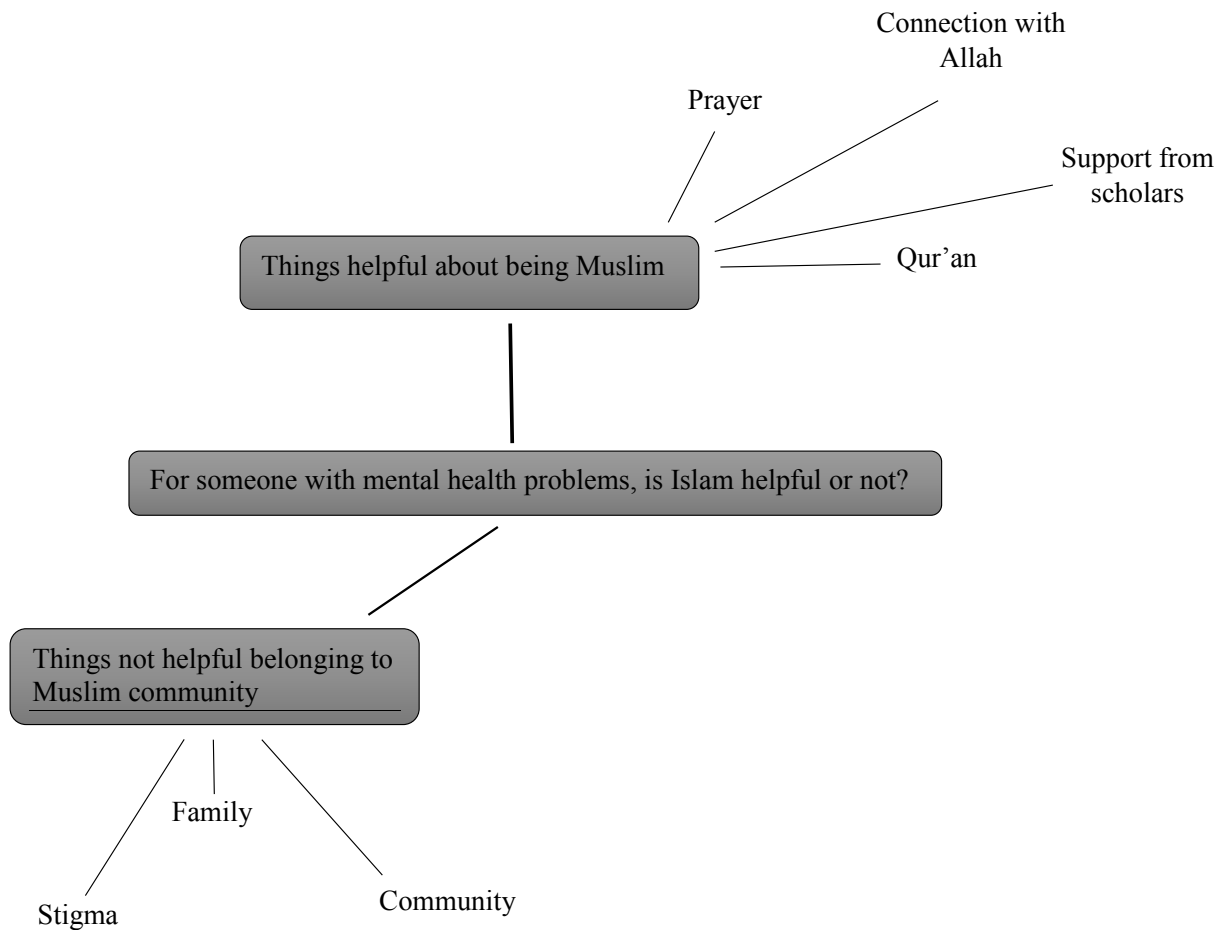 Connection with
Allah
Prayer
Support from
scholars
Things helpful about being Muslim
Qur’an
For someone with mental health problems, is Islam helpful or not?
Things not helpful belonging to
Muslim community
Family
Stigma
Community